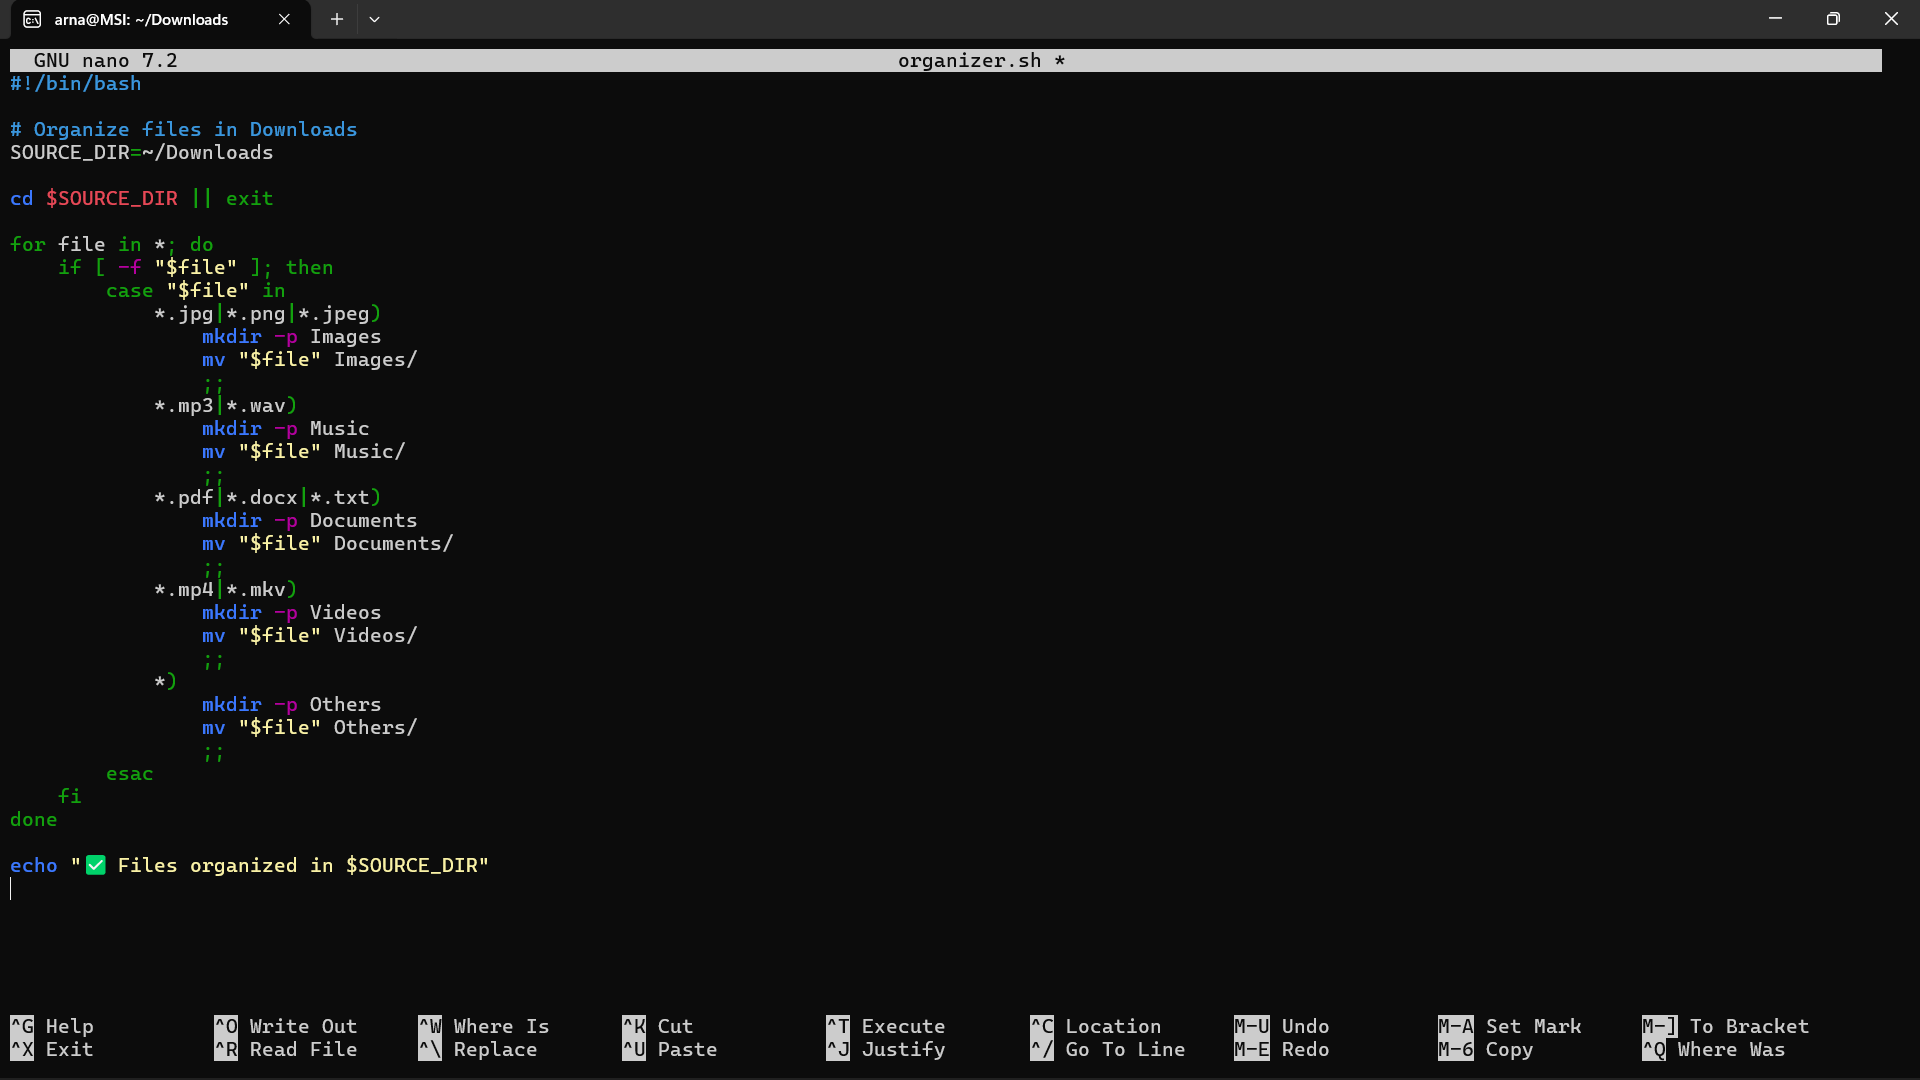 arna@MSI: ~/Downloads
GNU nano 7.2 organizer.sh *
#!/bin/bash

# Organize files in Downloads
SOURCE_DIR=~/Downloads

cd $SOURCE_DIR || exit

for file in *; do
    if [ -f "$file" ]; then
        case "$file" in
            *.jpg|*.png|*.jpeg)
                mkdir -p Images
                mv "$file" Images/
                ;;
            *.mp3|*.wav)
                mkdir -p Music
                mv "$file" Music/
                ;;
            *.pdf|*.docx|*.txt)
                mkdir -p Documents
                mv "$file" Documents/
                ;;
            *.mp4|*.mkv)
                mkdir -p Videos
                mv "$file" Videos/
                ;;
            *)
                mkdir -p Others
                mv "$file" Others/
                ;;
        esac
    fi
done

echo "✅ Files organized in $SOURCE_DIR"
^G Help ^O Write Out ^W Where Is ^K Cut ^T Execute ^C Location M-U Undo M-A Set Mark M-] To Bracket
^X Exit ^R Read File ^\ Replace ^U Paste ^J Justify ^/ Go To Line M-E Redo M-6 Copy ^Q Where Was